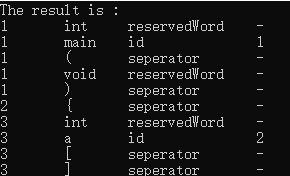 The result is :
1 int reservedWord -
1 main id 1
1 ( seperator -
1 void reservedWord -
1 ) seperator -
2 { seperator -
3 int reservedWord -
3 a id 2
3 [ seperator -
3 ] seperator -